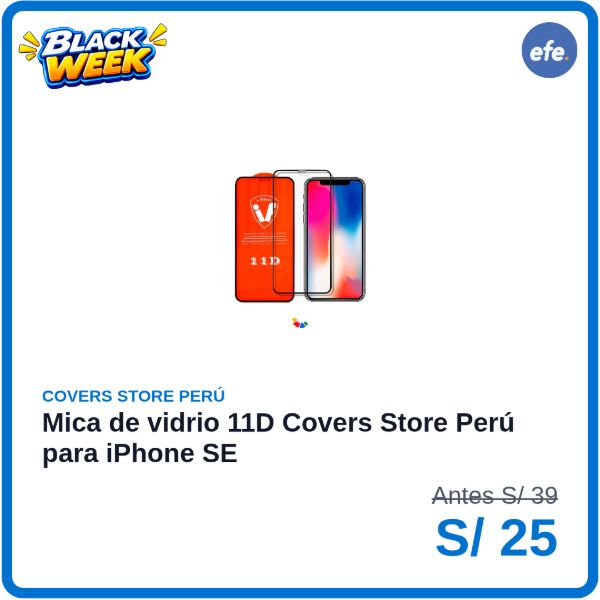 BLACK
WEEK
efe.
11D
COVERS STORE PERÚ
Mica de vidrio 11D Covers Store Perú
para iPhone SE
Antes S/ 39
S/ 25